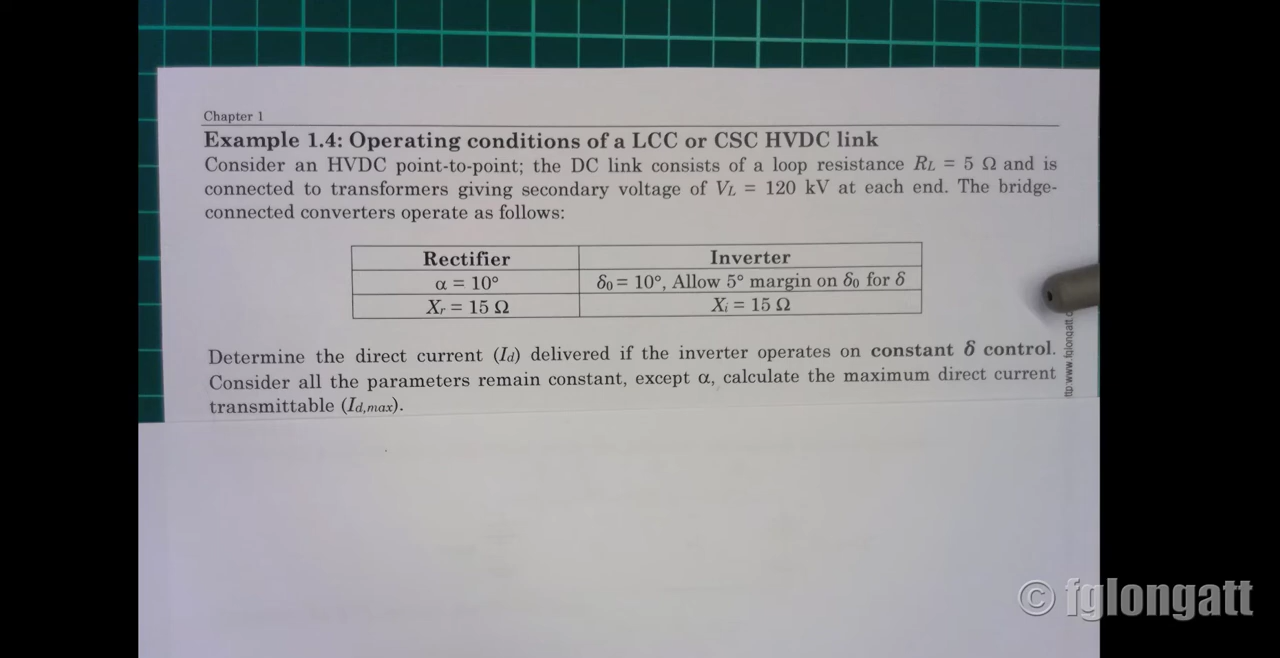 Chapter 1
Example 1.4: Operating conditions of a LCC or CSC HVDC link
Consider an HVDC point-to-point; the DC link consists of a loop resistance RL = 5 Ω and is
connected to transformers giving secondary voltage of VL = 120 kV at each end. The bridge-
connected converters operate as follows:
Rectifier Inverter
α = 10° δ0 = 10°, Allow 5° margin on δ0 for δ
Xr = 15 Ω Xi = 15 Ω
Determine the direct current (Id) delivered if the inverter operates on constant δ control.
Consider all the parameters remain constant, except α, calculate the maximum direct current
transmittable (Id,max).
www.fglongatt
© fglongatt